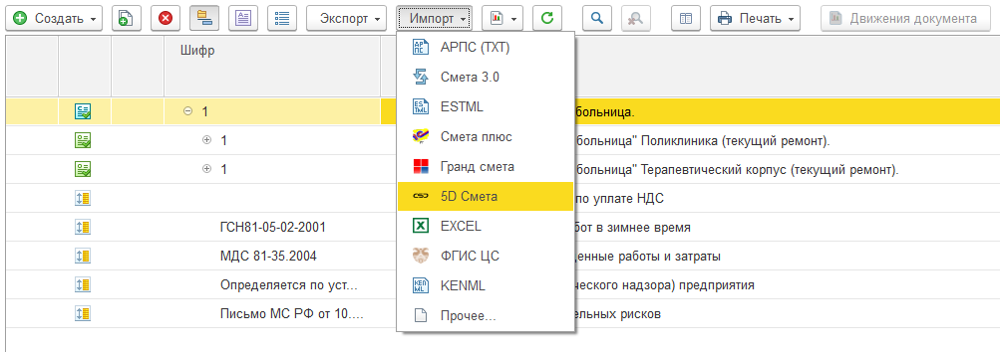 Создать Экспорт Импорт Печать Движения документа
Шифр
АРПС (TXT)
Смета 3.0
ESTML
Смета плюс
Гранд смета
5D Смета
EXCEL
ФГИС ЦС
KENML
Прочее...
1 больница.
1 больница" Поликлиника (текущий ремонт).
1 больница" Терапевтический корпус (текущий ремонт).
по уплате НДС
ГСН81-05-02-2001 бот в зимнее время
МДС 81-35.2004 денные работы и затраты
Определяется по уст... ческого надзора) предприятия
Письмо МС РФ от 10.... ельных рисков